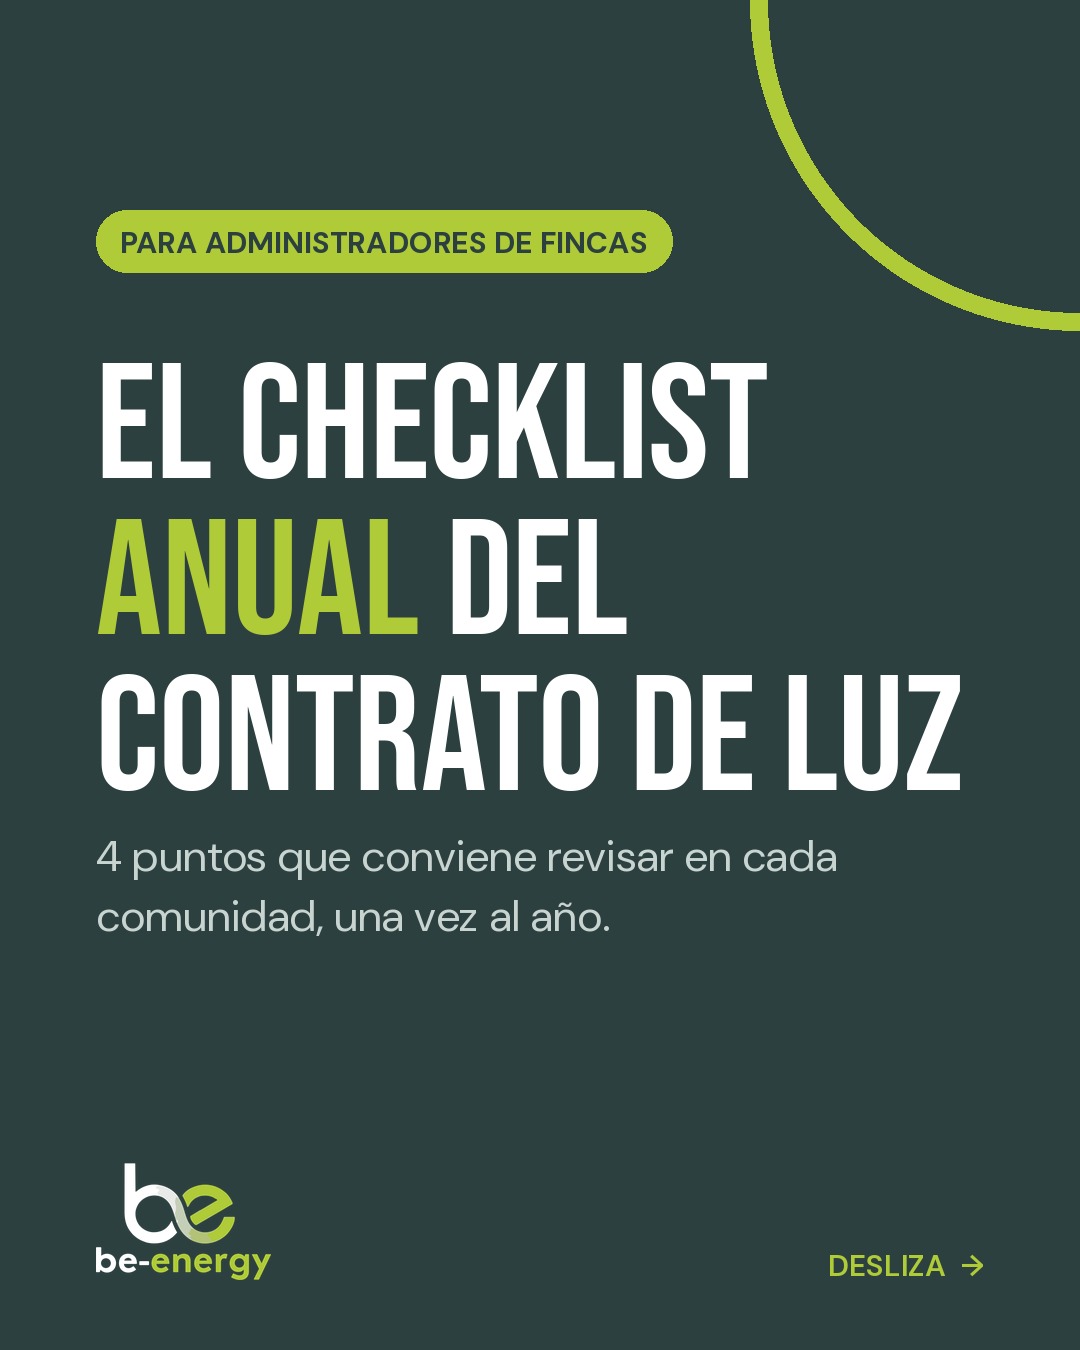 PARA ADMINISTRADORES DE FINCAS
EL CHECKLIST
ANUAL DEL
CONTRATO DE LUZ
4 puntos que conviene revisar en cada
comunidad, una vez al año.
be
be-energy
DESLIZA →